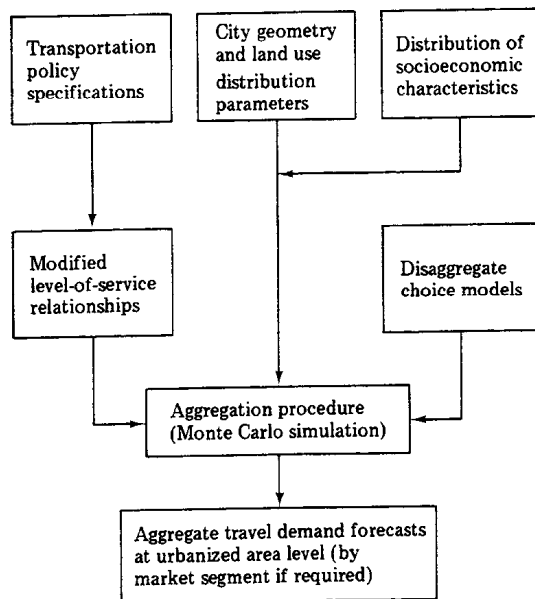 Transportation
policy
specifications
City geometry
and land use
distribution
parameters
Distribution of
socioeconomic
characteristics
Modified
level-of-service
relationships
Disaggregate
choice models
Aggregation procedure
(Monte Carlo simulation)
Aggregate travel demand forecasts
at urbanized area level (by
market segment if required)